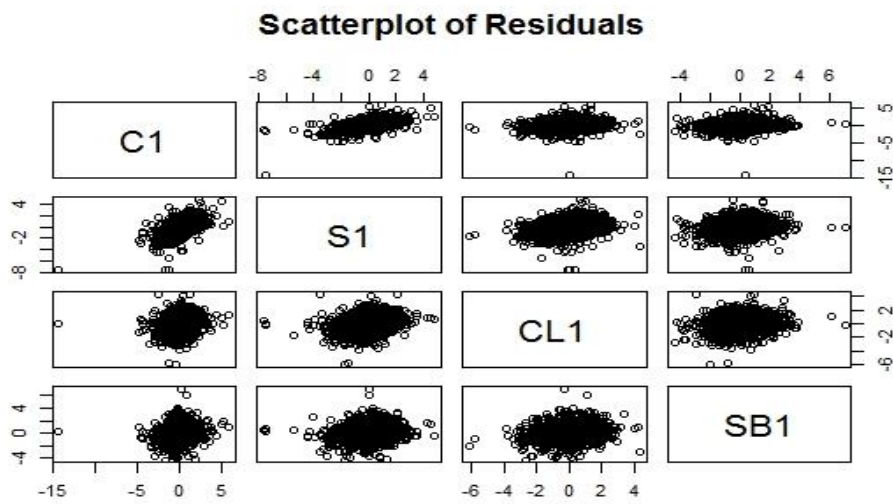 Scatterplot of Residuals
-8 -4 0 2 4
-4 0 2 4 6
C1
-15 -5 5
-8 -2 4
S1
CL1
-6 -2 2
-4 0 4
SB1
-15 -5 0 5
-6 -4 -2 0 2 4